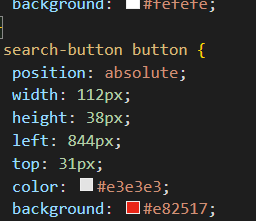 background: #fefefe;
search-button button {
position: absolute;
width: 112px;
height: 38px;
left: 844px;
top: 31px;
color: #e3e3e3;
background: #e82517;